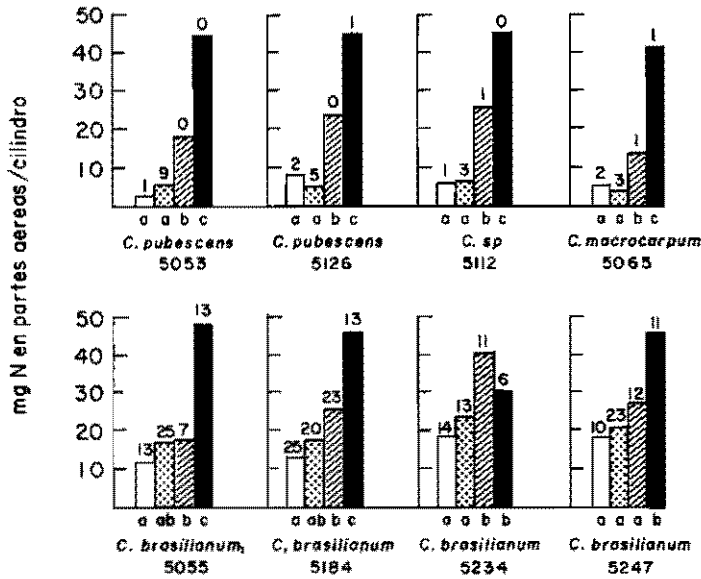 mg N en partes aereas/cilindro
50
40
30
20
10
1 9 0 0
2 5 0 1
1 3 1 0
2 3 1 1
a a b c
a a b c
a a b c
a a b c
C. pubescens
5053
C. pubescens
5126
C. sp
5112
C. macrocarpum
5065
50
40
30
20
10
13 25 7 13
25 20 23 13
14 13 11 6
10 23 12 11
a ab b c
a ab b c
a a b b
a a a b
C. brasilianum,
5055
C, brasilianum
5184
C. brasilianum
5234
C. brasilianum
5247